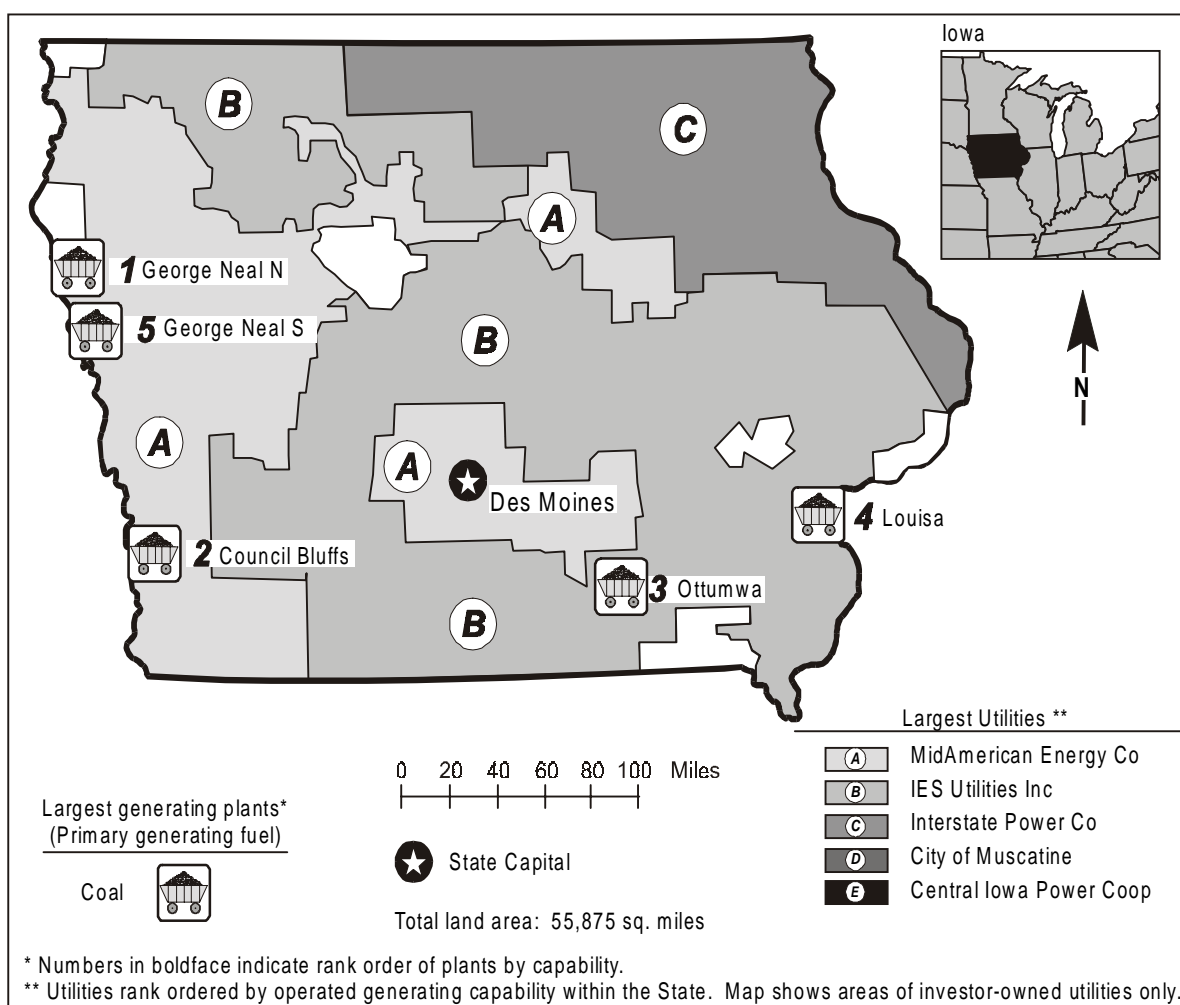 Iowa
B
C
A
1 George Neal N
5 George Neal S
B
N
A
A
Des Moines
4 Louisa
2 Council Bluffs
3 Ottumwa
B
Largest Utilities **
A MidAmerican Energy Co
B IES Utilities Inc
C Interstate Power Co
D City of Muscatine
E Central Iowa Power Coop
0 20 40 60 80 100 Miles
Largest generating plants*
(Primary generating fuel)
Coal
State Capital
Total land area: 55,875 sq. miles
* Numbers in boldface indicate rank order of plants by capability.
** Utilities rank ordered by operated generating capability within the State. Map shows areas of investor-owned utilities only.